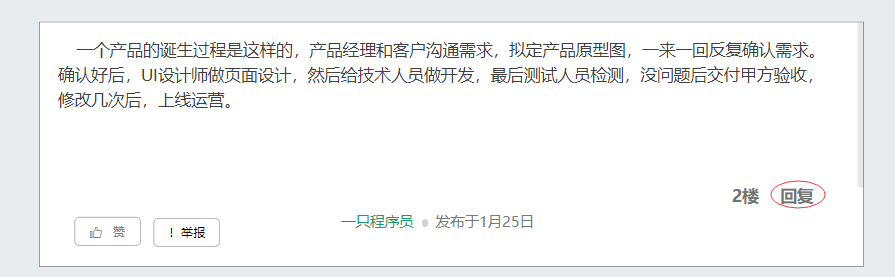 一个产品的诞生过程是这样的，产品经理和客户沟通需求，拟定产品原型图，一来一回反复确认需求。
确认好后，UI设计师做页面设计，然后给技术人员做开发，最后测试人员检测，没问题后交付甲方验收，
修改几次后，上线运营。
2楼 回复
赞 ！举报 一只程序员 发布于1月25日